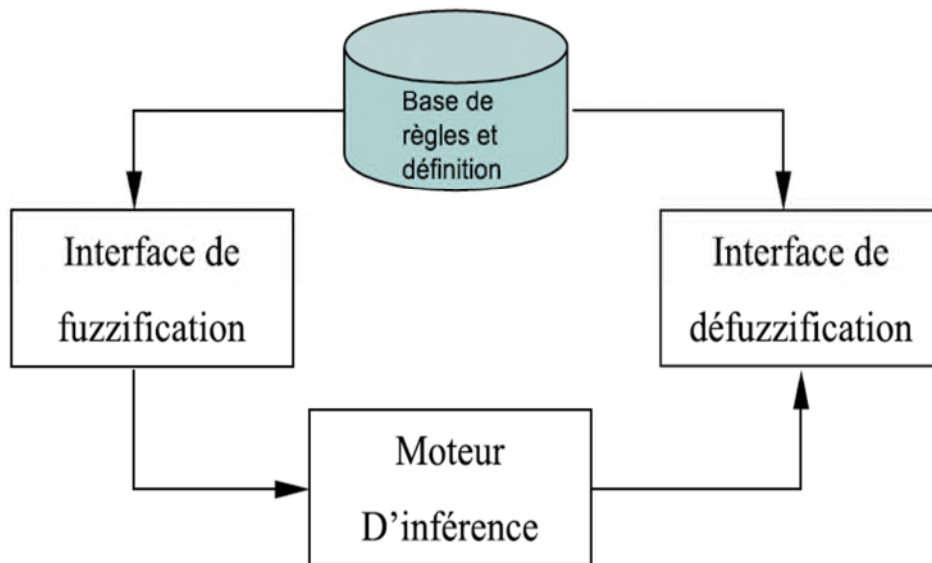 Base de
règles et
définition
Interface de
fuzzification
Interface de
défuzzification
Moteur
D'inférence